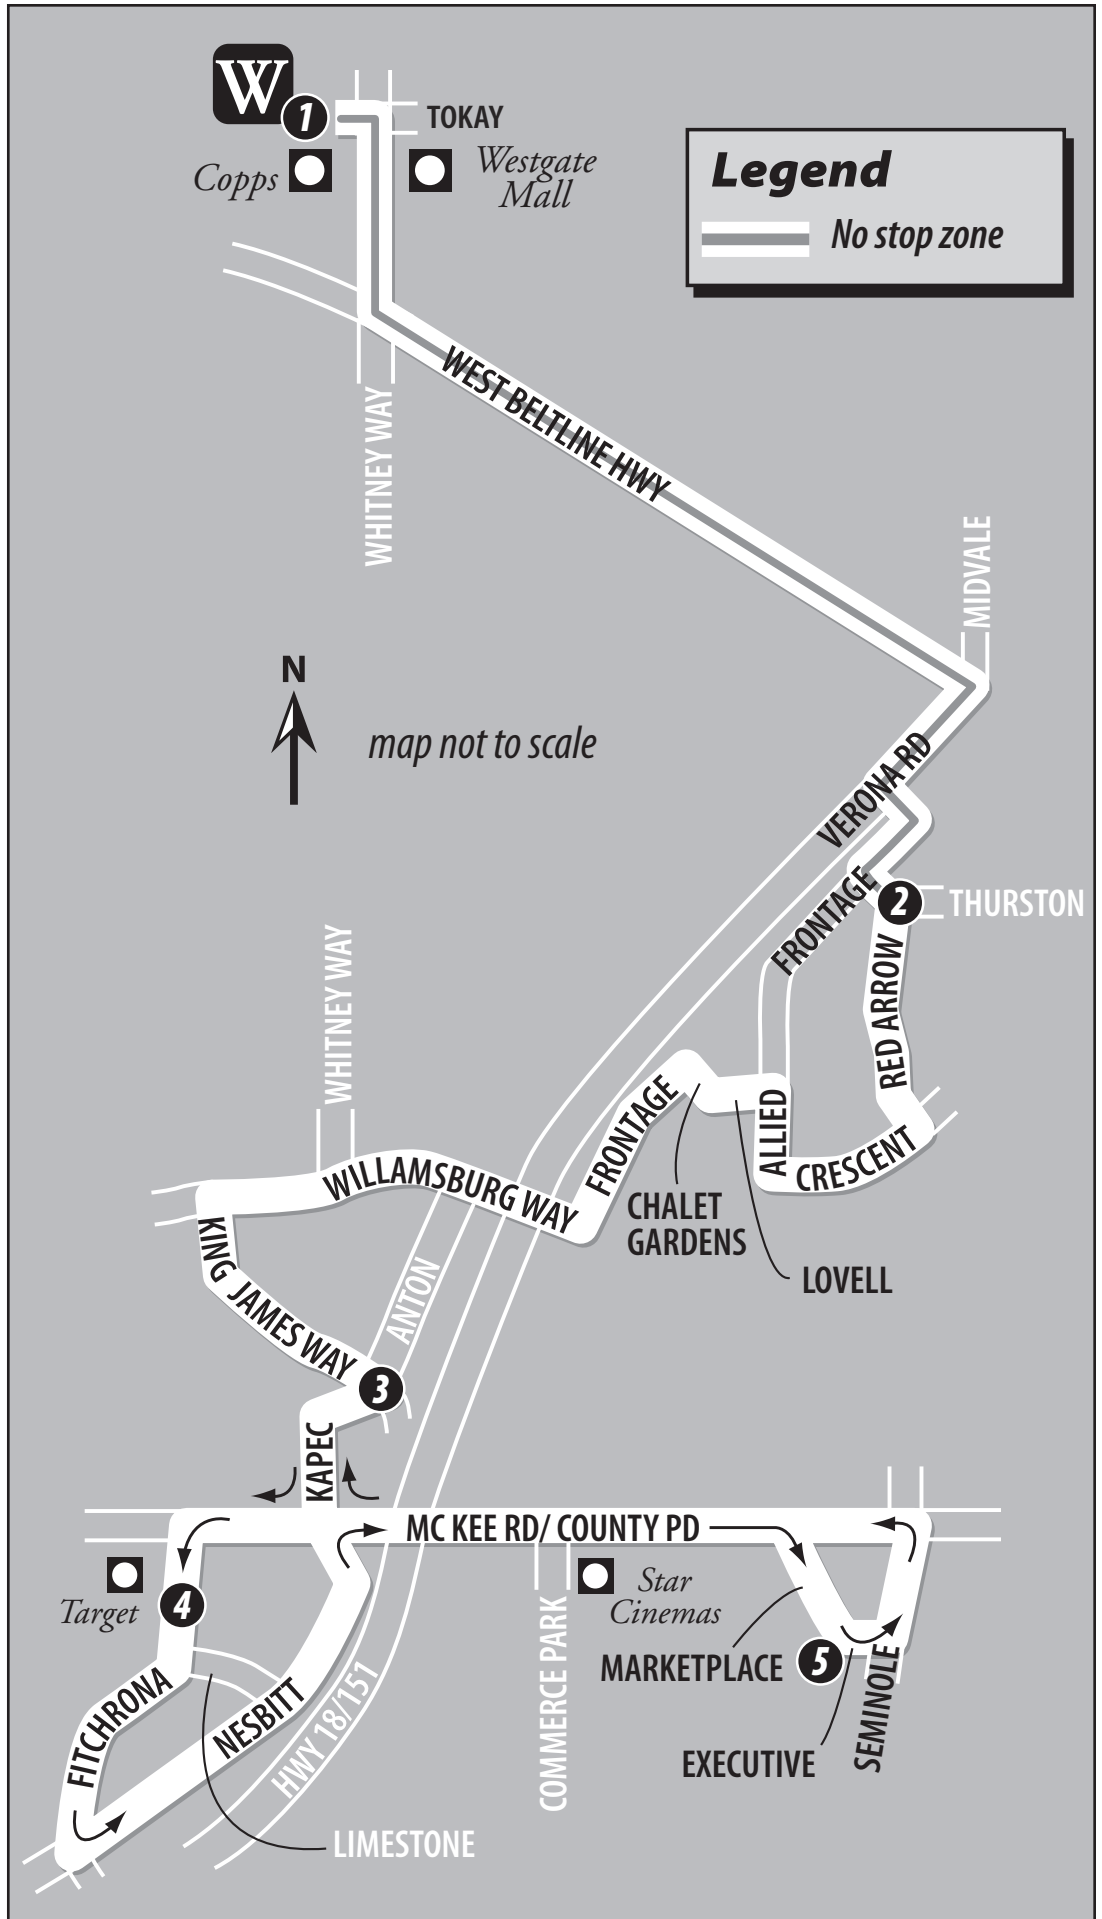 W
1
TOKAY
Copps
Westgate
Mall
Legend
No stop zone
WEST BELTLINE HWY
WHITNEY WAY
MIDVALE
N
map not to scale
VERONA RD
FRONTAGE
2
THURSTON
RED ARROW
WHITNEY WAY
FRONTAGE
ALLIED
CRESCENT
WILLAMSBURG WAY
CHALET
GARDENS
LOVELL
KING JAMES WAY
ANTON
3
KAPEC
MC KEE RD/ COUNTY PD
Target
4
Star
Cinemas
COMMERCE PARK
MARKETPLACE
5
SEMINOLE
EXECUTIVE
FITCHRONA
NESBITT
HWY 18/151
LIMESTONE